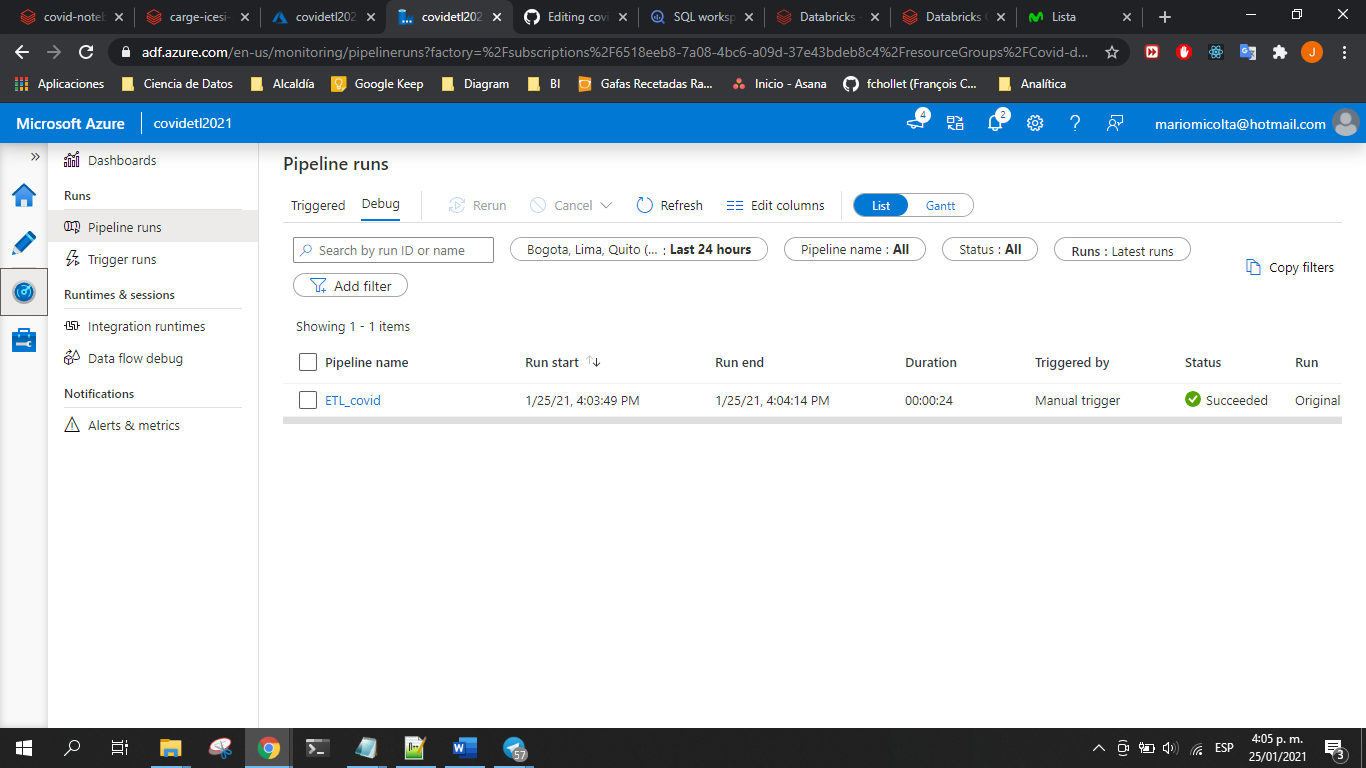 covid-noteb
carge-icesi-
covidetl202
covidetl202
Editing covi
SQL worksp
Databricks -
Databricks C
Lista
adf.azure.com/en-us/monitoring/pipelineruns?factory=%2Fsubscriptions%2F6518eeb8-7a08-4bc6-a09d-37e43bdeb8c4%2FresourceGroups%2FCovid-d...
J
Aplicaciones
Ciencia de Datos
Alcaldía
Google Keep
Diagram
BI
Gafas Recetadas Ra...
Inicio - Asana
fchollet (François C...
Analítica
Microsoft Azure
covidetl2021
4
2
mariomicolta@hotmail.com
Dashboards
Runs
Pipeline runs
Trigger runs
Runtimes & sessions
Integration runtimes
Data flow debug
Notifications
Alerts & metrics
Pipeline runs
Triggered
Debug
Rerun
Cancel
Refresh
Edit columns
List
Gantt
Search by run ID or name
Bogota, Lima, Quito (... : Last 24 hours
Pipeline name : All
Status : All
Runs : Latest runs
Add filter
Copy filters
Showing 1 - 1 items
Pipeline name
Run start
Run end
Duration
Triggered by
Status
Run
ETL_covid
1/25/21, 4:03:49 PM
1/25/21, 4:04:14 PM
00:00:24
Manual trigger
Succeeded
Original
57
ESP
4:05 p. m.
25/01/2021
3